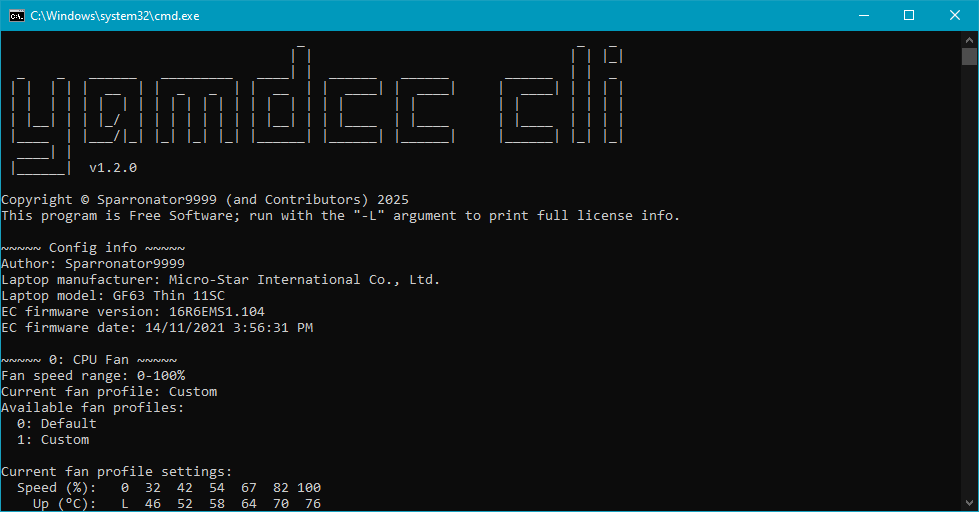 C:\Windows\system32\cmd.exe
yamdcc cli
v1.2.0
Copyright © Sparronator9999 (and Contributors) 2025
This program is Free Software; run with the "-L" argument to print full license info.
~~~~~ Config info ~~~~~
Author: Sparronator9999
Laptop manufacturer: Micro-Star International Co., Ltd.
Laptop model: GF63 Thin 11SC
EC firmware version: 16R6EMS1.104
EC firmware date: 14/11/2021 3:56:31 PM
~~~~~ 0: CPU Fan ~~~~~
Fan speed range: 0-100%
Current fan profile: Custom
Available fan profiles:
0: Default
1: Custom
Current fan profile settings:
Speed (%): 0 32 42 54 67 82 100
Up (°C): L 46 52 58 64 70 76